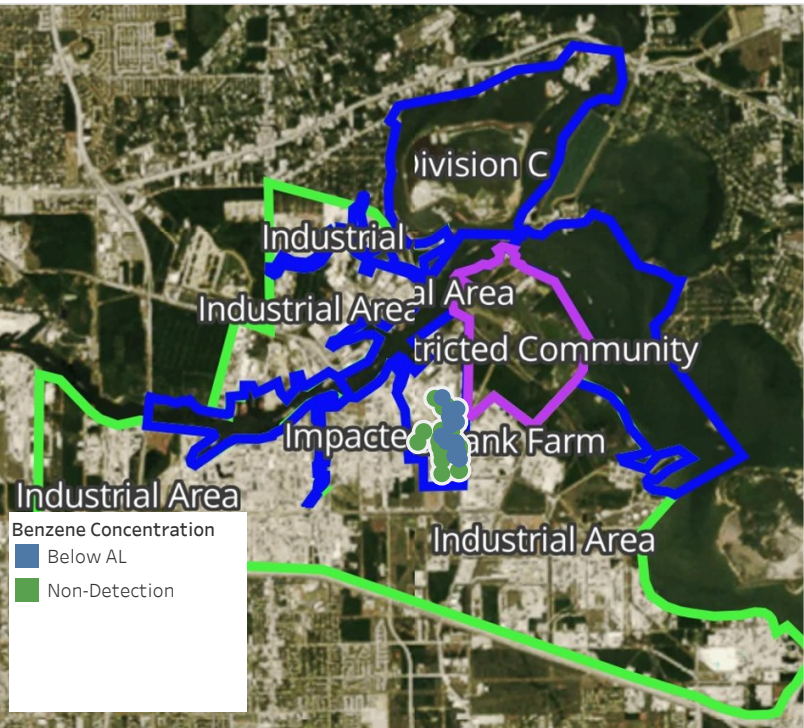 Division C
Industrial
Industrial Area
al Area
tricted Community
Impacte
ank Farm
Industrial Area
Industrial Area
Benzene Concentration
Below AL
Non-Detection